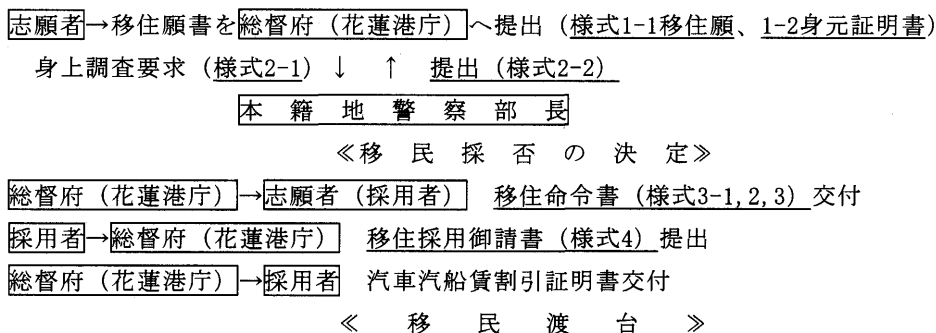 志願者→移住願書を総督府（花蓮港庁）へ提出（様式1-1移住願、1-2身元証明書）
身上調査要求（様式2-1）↓ ↑ 提出（様式2-2）
本籍地警察部長
≪移民採否の決定≫
総督府（花蓮港庁）→志願者（採用者） 移住命令書（様式3-1,2,3）交付
採用者→総督府（花蓮港庁） 移住採用御請書（様式4）提出
総督府（花蓮港庁）→採用者 汽車汽船賃割引証明書交付
≪移民渡台≫